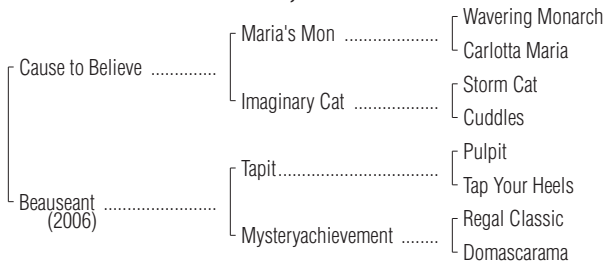 Wavering Monarch
Maria's Mon ...................
Carlotta Maria
Cause to Believe .............
Storm Cat
Imaginary Cat .................
Cuddles
Pulpit
Tapit................................
Tap Your Heels
Beauseant ......................
(2006)
Regal Classic
Mysteryachievement ........
Domascarama